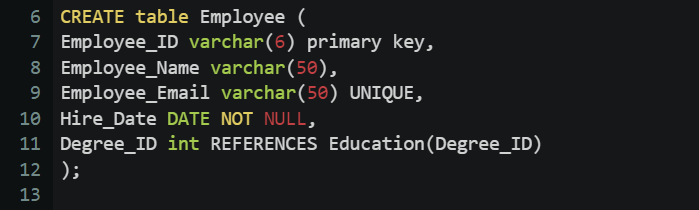 6 CREATE table Employee (
7 Employee_ID varchar(6) primary key,
8 Employee_Name varchar(50),
9 Employee_Email varchar(50) UNIQUE,
10 Hire_Date DATE NOT NULL,
11 Degree_ID int REFERENCES Education(Degree_ID)
12 );
13